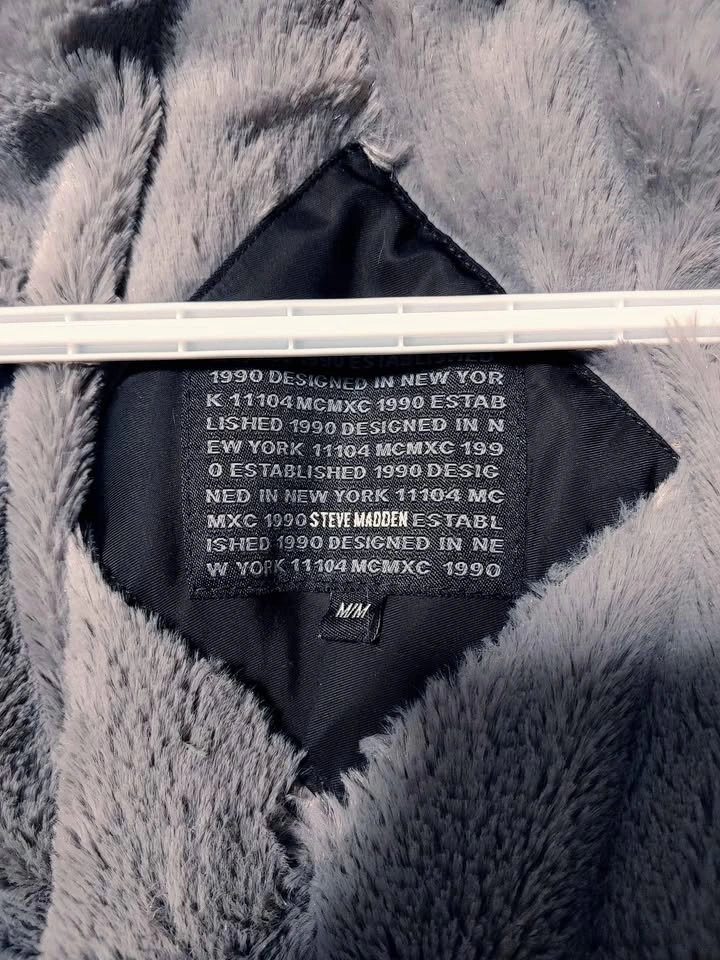 1990 ESTABLISHED
1990 DESIGNED IN NEW YOR
K 11104 MCMXC 1990 ESTAB
LISHED 1990 DESIGNED IN N
EW YORK 11104 MCMXC 199
0 ESTABLISHED 1990 DESIG
NED IN NEW YORK 11104 MC
MXC 1990 STEVE MADDEN ESTABL
ISHED 1990 DESIGNED IN NE
W YORK 11104 MCMXC 1990
M/M